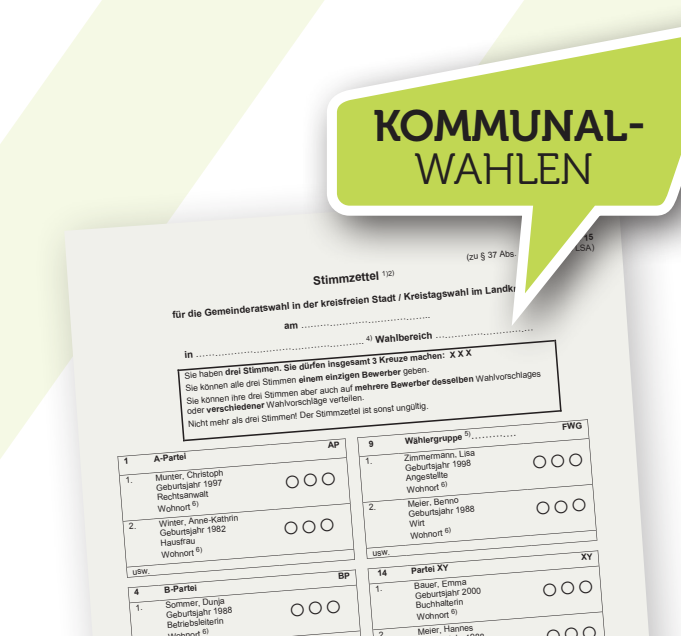 KOMMUNAL-
WAHLEN
15
(zu § 37 Abs.
LSA)
Stimmzettel 1)2)
für die Gemeinderatswahl in der kreisfreien Stadt / Kreistagswahl im
am ……………………………………..
in ……………………………………………….. 4) Wahlbereich …………………………..
Sie haben drei Stimmen. Sie dürfen insgesamt 3 Kreuze machen: X X X
Sie können alle drei Stimmen einem einzigen Bewerber geben.
Sie können ihre drei Stimmen aber auch auf mehrere Bewerber desselben Wahlvorschlages
oder verschiedener Wahlvorschläge verteilen.
Nicht mehr als drei Stimmen! Der Stimmzettel ist sonst ungültig.
1 A-Partei AP
1. Munter, Christoph
Geburtsjahr 1997
Rechtsanwalt
Wohnort 6)
2. Winter, Anne-Kathrin
Geburtsjahr 1982
Hausfrau
Wohnort 6)
usw.
4 B-Partei BP
1. Sommer, Dunja
Geburtsjahr 1988
Betriebsleiterin
Wohnort 6)
9 Wählergruppe 5)………….. FWG
1. Zimmermann, Lisa
Geburtsjahr 1998
Angestellte
Wohnort 6)
2. Meier, Benno
Geburtsjahr 1988
Wirt
Wohnort 6)
usw.
14 Partei XY XY
1. Bauer, Emma
Geburtsjahr 2000
Buchhalterin
Wohnort 6)
2. Meier, Hannes